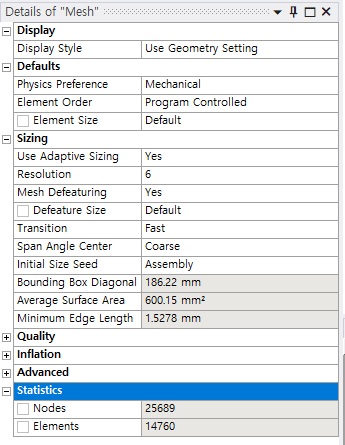 Details of "Mesh"
Display
Display Style Use Geometry Setting
Defaults
Physics Preference Mechanical
Element Order Program Controlled
Element Size Default
Sizing
Use Adaptive Sizing Yes
Resolution 6
Mesh Defeaturing Yes
Defeature Size Default
Transition Fast
Span Angle Center Coarse
Initial Size Seed Assembly
Bounding Box Diagonal 186.22 mm
Average Surface Area 600.15 mm²
Minimum Edge Length 1.5278 mm
Quality
Inflation
Advanced
Statistics
Nodes 25689
Elements 14760